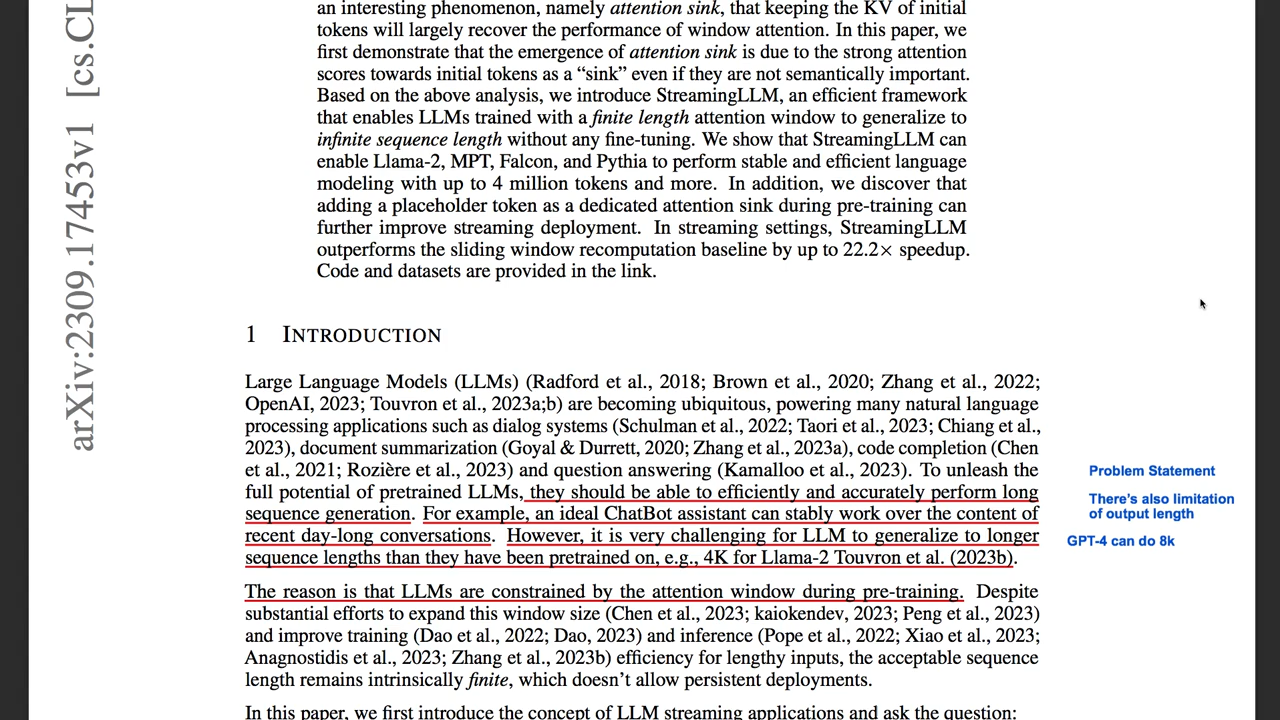 an interesting phenomenon, namely attention sink, that keeping the KV of initial
tokens will largely recover the performance of window attention. In this paper, we
first demonstrate that the emergence of attention sink is due to the strong attention
scores towards initial tokens as a “sink” even if they are not semantically important.
Based on the above analysis, we introduce StreamingLLM, an efficient framework
that enables LLMs trained with a finite length attention window to generalize to
infinite sequence length without any fine-tuning. We show that StreamingLLM can
enable Llama-2, MPT, Falcon, and Pythia to perform stable and efficient language
modeling with up to 4 million tokens and more. In addition, we discover that
adding a placeholder token as a dedicated attention sink during pre-training can
further improve streaming deployment. In streaming settings, StreamingLLM
outperforms the sliding window recomputation baseline by up to 22.2× speedup.
Code and datasets are provided in the link.
arXiv:2309.17453v1 [cs.CL
1 INTRODUCTION
Large Language Models (LLMs) (Radford et al., 2018; Brown et al., 2020; Zhang et al., 2022;
OpenAI, 2023; Touvron et al., 2023a;b) are becoming ubiquitous, powering many natural language
processing applications such as dialog systems (Schulman et al., 2022; Taori et al., 2023; Chiang et al.,
2023), document summarization (Goyal & Durrett, 2020; Zhang et al., 2023a), code completion (Chen
et al., 2021; Rozière et al., 2023) and question answering (Kamalloo et al., 2023). To unleash the
full potential of pretrained LLMs, they should be able to efficiently and accurately perform long
sequence generation. For example, an ideal ChatBot assistant can stably work over the content of
recent day-long conversations. However, it is very challenging for LLM to generalize to longer
sequence lengths than they have been pretrained on, e.g., 4K for Llama-2 Touvron et al. (2023b).
Problem Statement
There's also limitation
of output length
GPT-4 can do 8k
The reason is that LLMs are constrained by the attention window during pre-training. Despite
substantial efforts to expand this window size (Chen et al., 2023; kaiokendev, 2023; Peng et al., 2023)
and improve training (Dao et al., 2022; Dao, 2023) and inference (Pope et al., 2022; Xiao et al., 2023;
Anagnostidis et al., 2023; Zhang et al., 2023b) efficiency for lengthy inputs, the acceptable sequence
length remains intrinsically finite, which doesn't allow persistent deployments.
In this paper, we first introduce the concept of LLM streaming applications and ask the question: